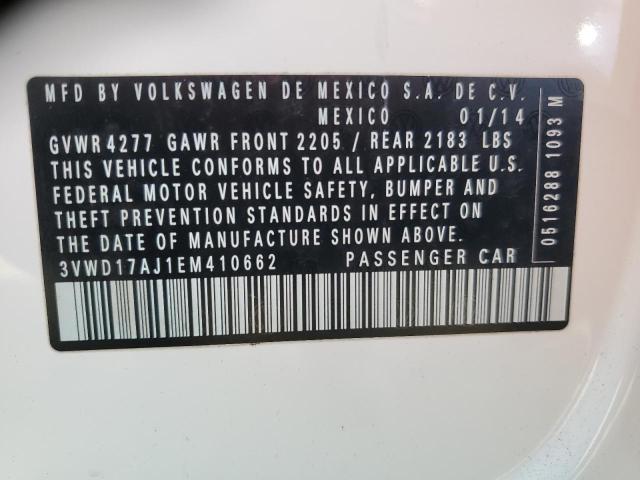 MFD BY VOLKSWAGEN DE MEXICO S.A. DE C.V.
MEXICO 01/14
GVWR 4277 GAWR FRONT 2205 / REAR 2183 LBS
THIS VEHICLE CONFORMS TO ALL APPLICABLE U.S.
FEDERAL MOTOR VEHICLE SAFETY, BUMPER AND
THEFT PREVENTION STANDARDS IN EFFECT ON
THE DATE OF MANUFACTURE SHOWN ABOVE.
3VWD17AJ1EM410662 PASSENGER CAR
0516288 1093 M